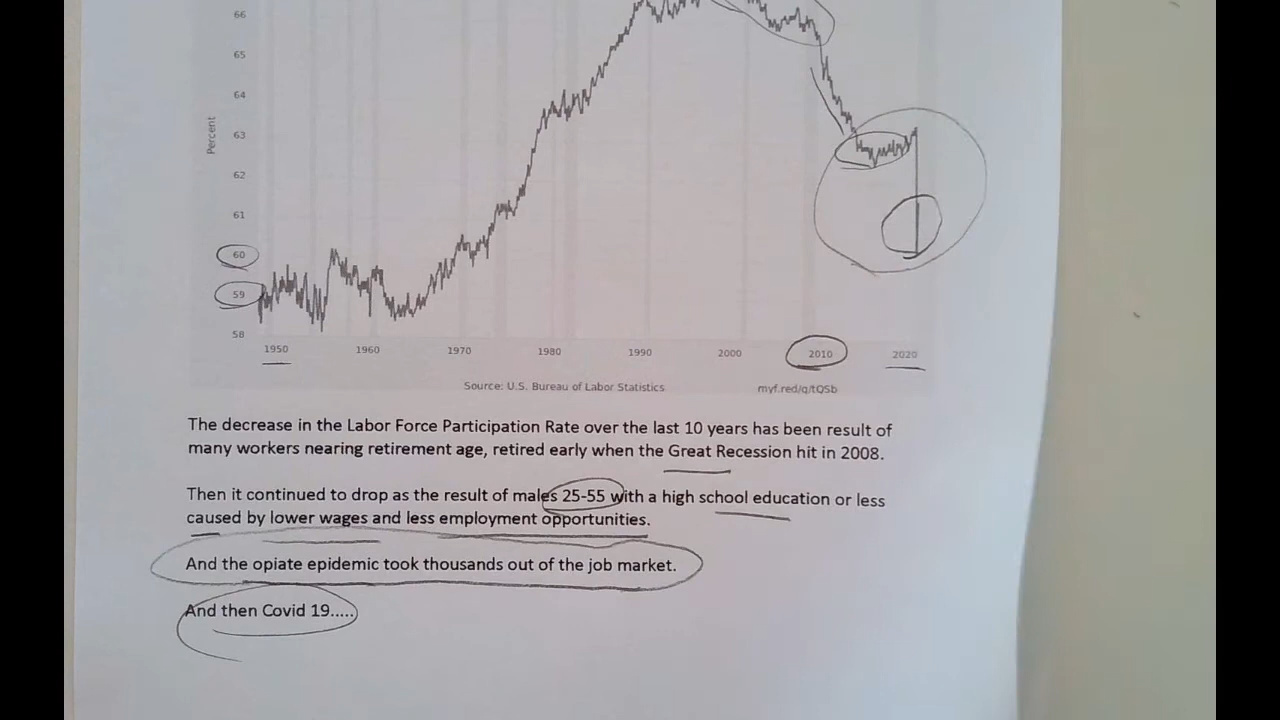 66
65
64
63
Percent
62
61
60
59
58
1950 1960 1970 1980 1990 2000 2010 2020
Source: U.S. Bureau of Labor Statistics myf.red/g/tQSb
The decrease in the Labor Force Participation Rate over the last 10 years has been result of
many workers nearing retirement age, retired early when the Great Recession hit in 2008.
Then it continued to drop as the result of males 25-55 with a high school education or less
caused by lower wages and less employment opportunities.
And the opiate epidemic took thousands out of the job market.
And then Covid 19.....